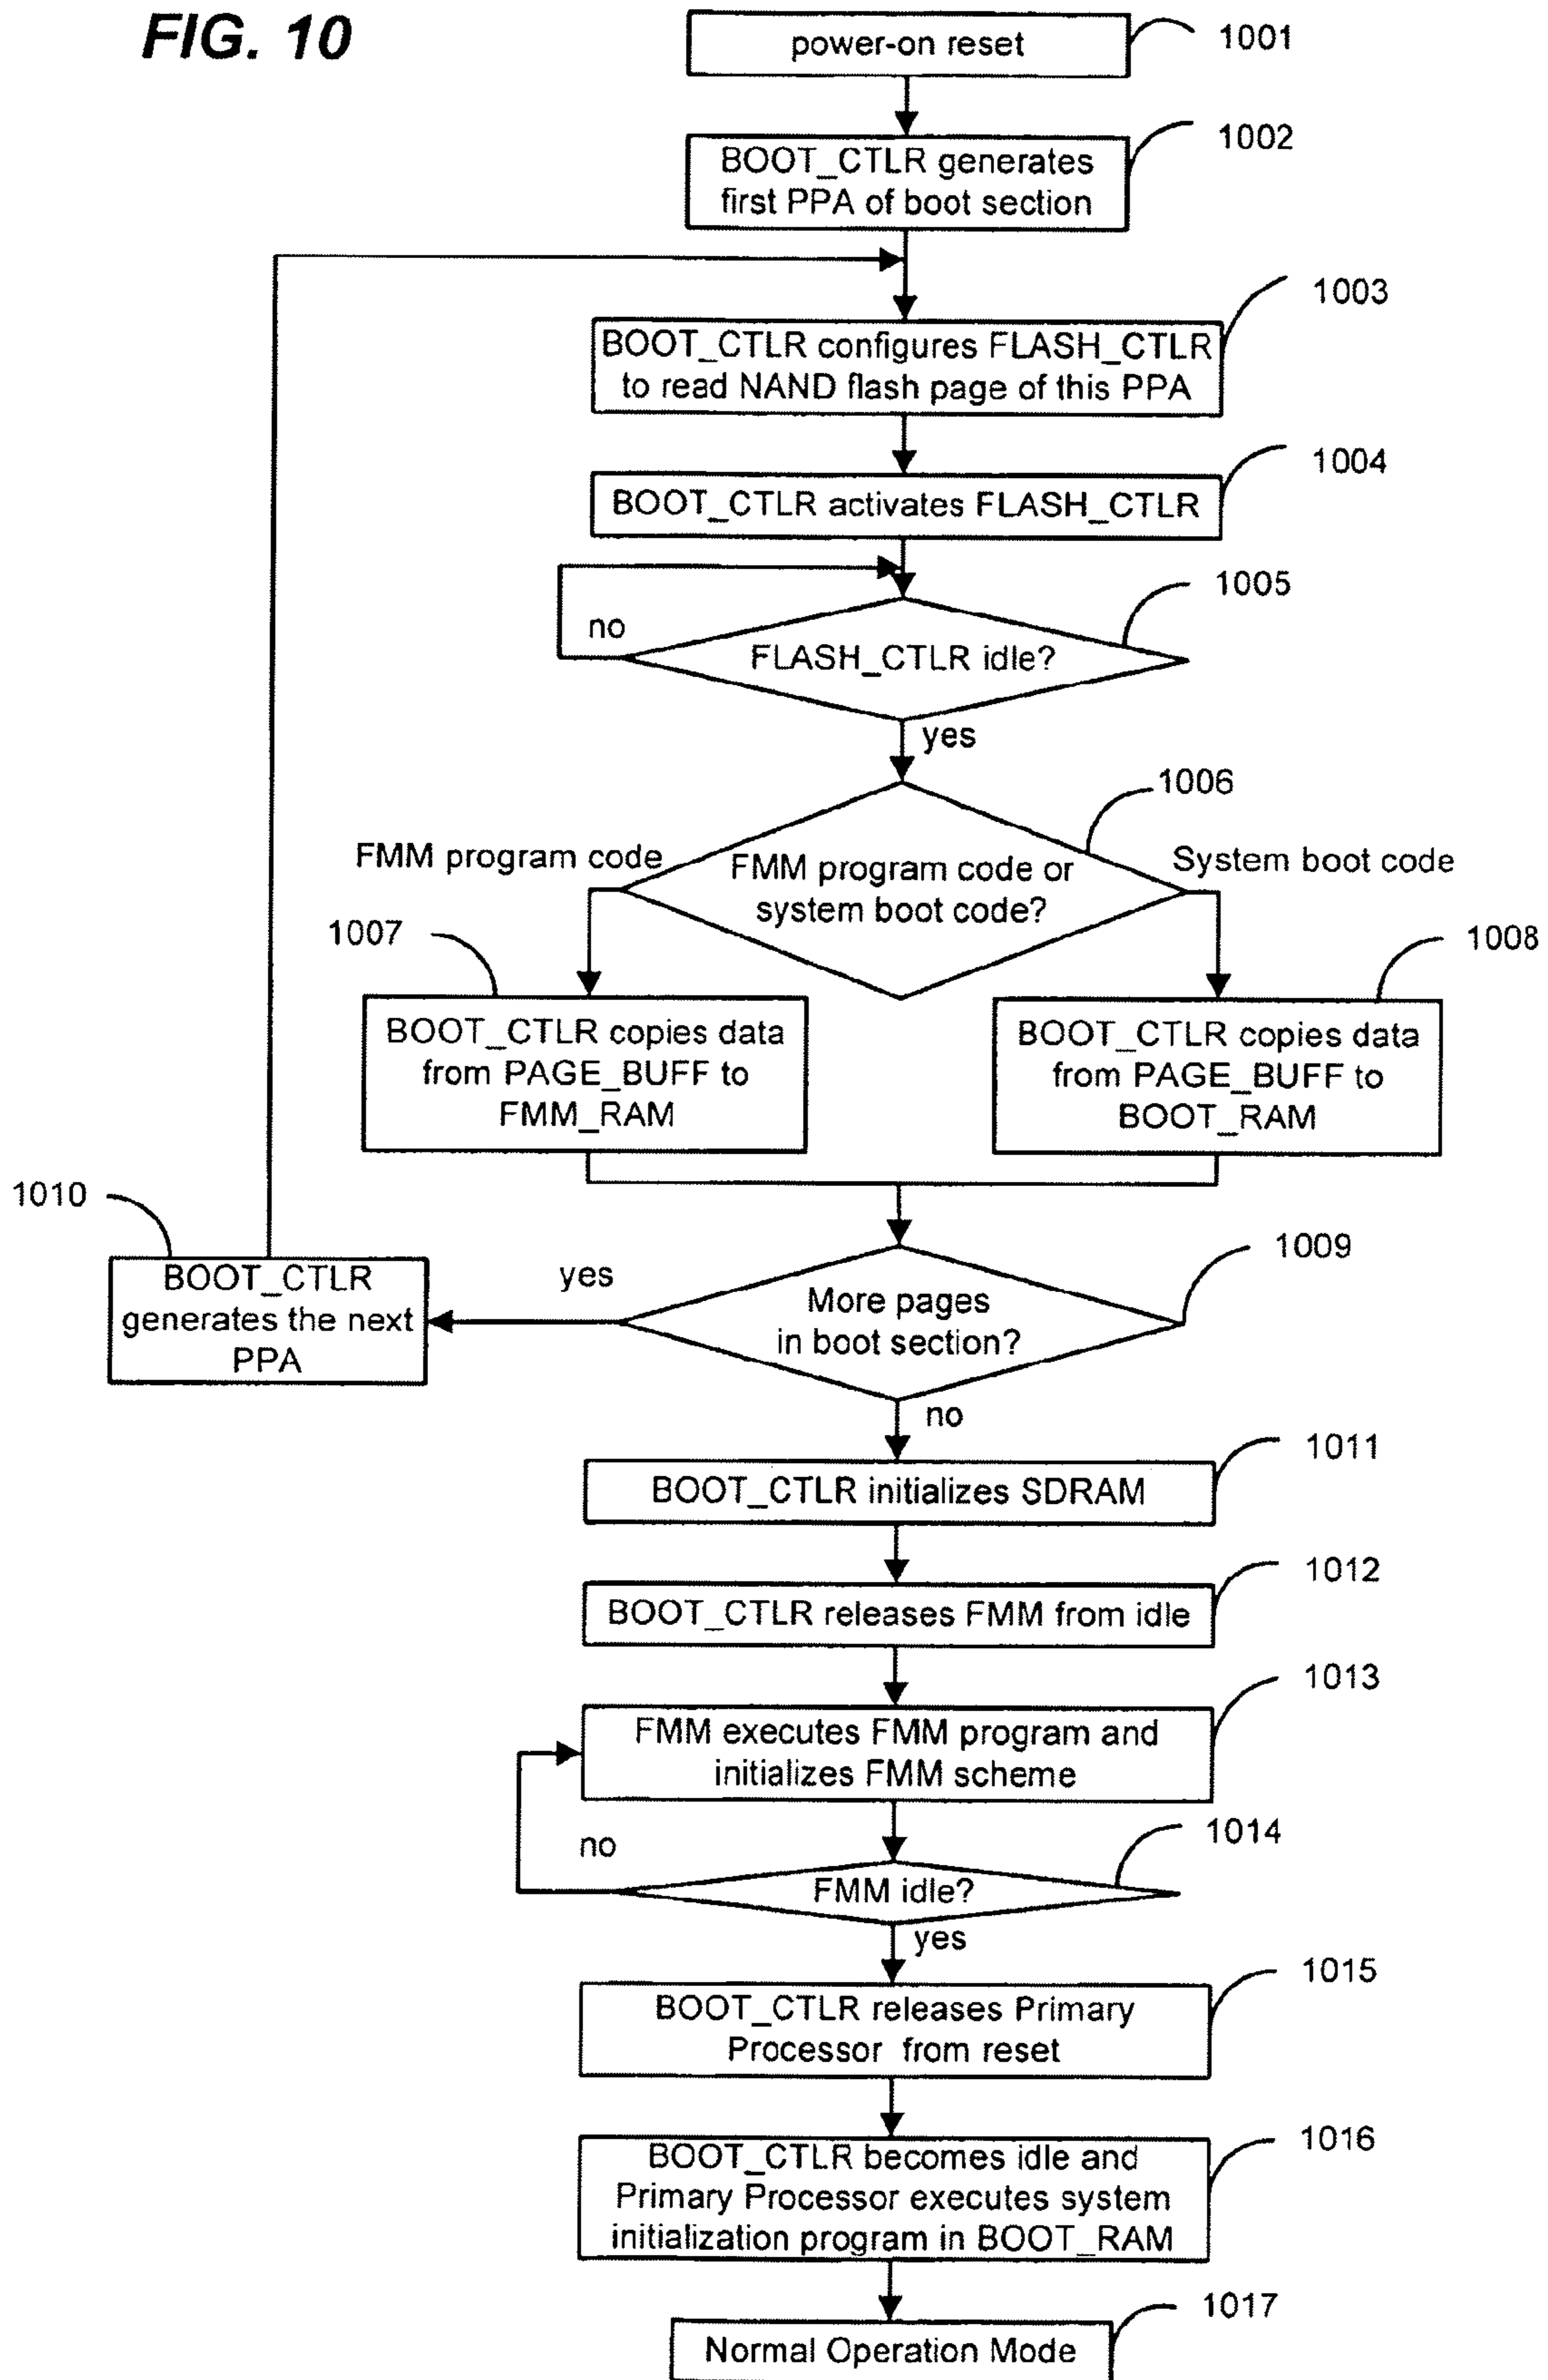 FIG. 10
power-on reset
1001
BOOT_CTLR generates
first PPA of boot section
1002
BOOT_CTLR configures FLASH_CTLR
to read NAND flash page of this PPA
1003
BOOT_CTLR activates FLASH_CTLR
1004
FLASH_CTLR idle?
1005
no
yes
FMM program code or
system boot code?
1006
FMM program code
System boot code
1007
BOOT_CTLR copies data
from PAGE_BUFF to
FMM_RAM
1008
BOOT_CTLR copies data
from PAGE_BUFF to
BOOT_RAM
1010
BOOT_CTLR
generates the next
PPA
yes
More pages
in boot section?
1009
no
BOOT_CTLR initializes SDRAM
1011
BOOT_CTLR releases FMM from idle
1012
FMM executes FMM program and
initializes FMM scheme
1013
no
FMM idle?
1014
yes
BOOT_CTLR releases Primary
Processor from reset
1015
BOOT_CTLR becomes idle and
Primary Processor executes system
initialization program in BOOT_RAM
1016
Normal Operation Mode
1017